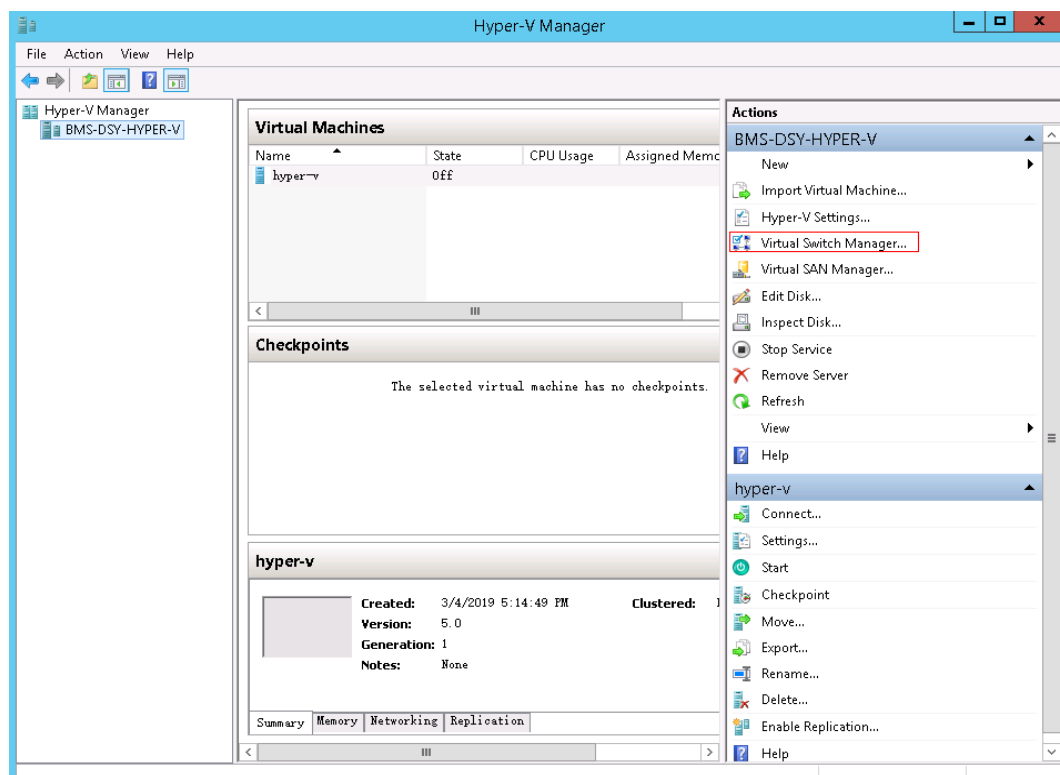 Hyper-V Manager
File Action View Help
Hyper-V Manager
BMS-DSY-HYPER-V
Virtual Machines
Name State CPU Usage Assigned Memo
hyper-v Off
Checkpoints
The selected virtual machine has no checkpoints.
hyper-v
Created: 3/4/2019 5:14:49 PM Clustered:
Version: 5.0
Generation: 1
Notes: None
Summary Memory Networking Replication
Actions
BMS-DSY-HYPER-V
New
Import Virtual Machine...
Hyper-V Settings...
Virtual Switch Manager...
Virtual SAN Manager...
Edit Disk...
Inspect Disk...
Stop Service
Remove Server
Refresh
View
Help
hyper-v
Connect...
Settings...
Start
Checkpoint
Move...
Export...
Rename...
Delete...
Enable Replication...
Help